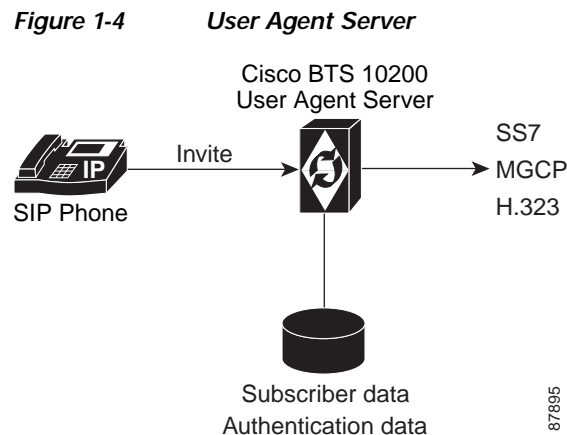 Figure 1-4 User Agent Server
Cisco BTS 10200
User Agent Server
SS7
Invite
MGCP
IP
H.323
SIP Phone
Subscriber data
Authentication data
87895